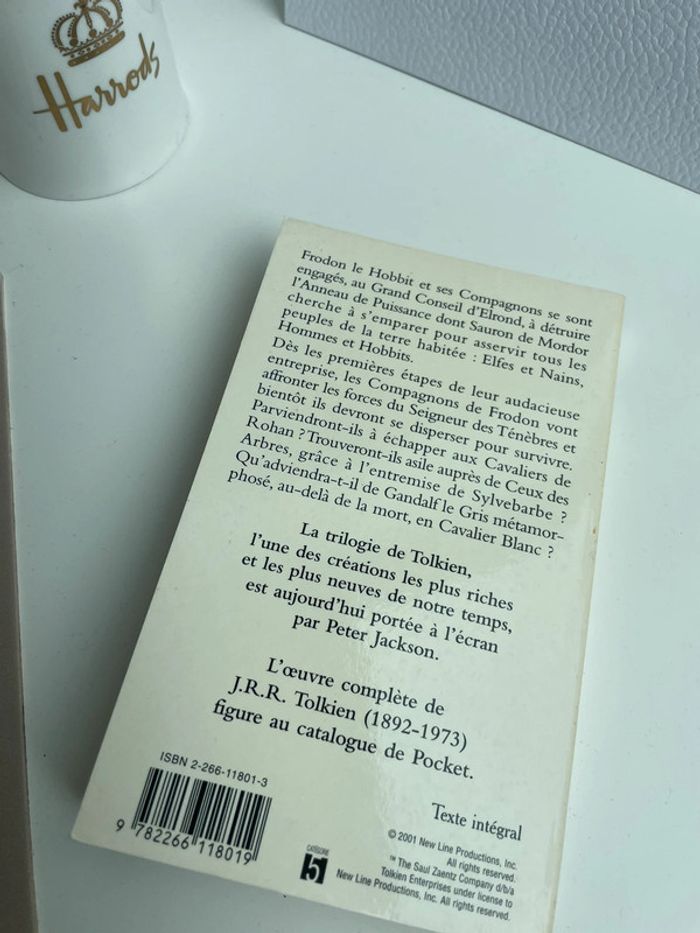 Harrods
Frodon le Hobbit et ses Compagnons se sont
engagés, au Grand Conseil d'Elrond, à détruire
l'Anneau de Puissance dont Sauron de Mordor
cherche à s'emparer pour asservir tous les
peuples de la terre habitée : Elfes et Nains,
Hommes et Hobbits.
Dès les premières étapes de leur audacieuse
entreprise, les Compagnons de Frodon vont
affronter les forces du Seigneur des Ténèbres et
bientôt ils devront se disperser pour survivre.
Parviendront-ils à échapper aux Cavaliers de
Rohan ? Trouveront-ils asile auprès de Ceux des
Arbres, grâce à l'entremise de Sylvebarbe ?
Qu'adviendra-t-il de Gandalf le Gris métamor-
phosé, au-delà de la mort, en Cavalier Blanc ?
La trilogie de Tolkien,
l'une des créations les plus riches
et les plus neuves de notre temps,
est aujourd'hui portée à l'écran
par Peter Jackson.
L'œuvre complète de
J.R.R. Tolkien (1892-1973)
figure au catalogue de Pocket.
Texte intégral
ISBN 2-266-11801-3
9 782266 118019
CATÉGORIE
5
© 2001 New Line Productions, Inc.
All rights reserved.
™ The Saul Zaentz Company d/b/a
Tolkien Enterprises under license to
New Line Productions, Inc. All rights reserved.